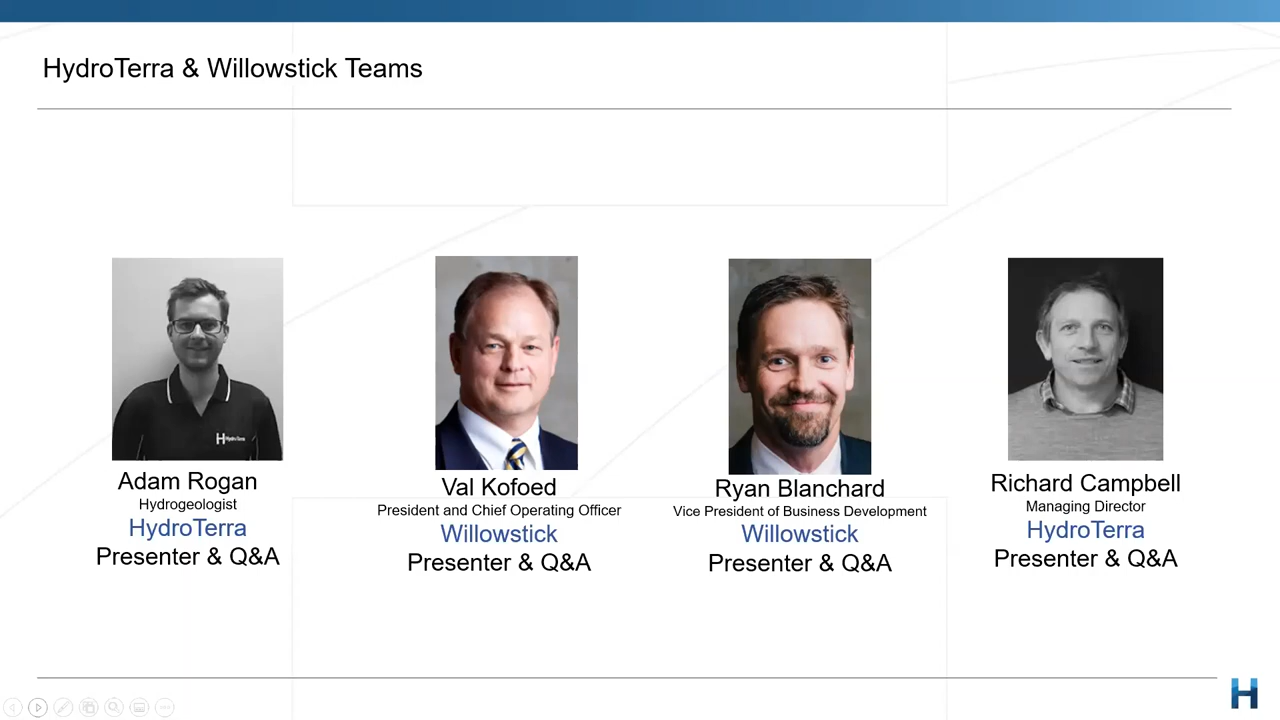 HydroTerra & Willowstick Teams
HydroTerra
Adam Rogan
Hydrogeologist
HydroTerra
Presenter & Q&A
Val Kofoed
President and Chief Operating Officer
Willowstick
Presenter & Q&A
Ryan Blanchard
Vice President of Business Development
Willowstick
Presenter & Q&A
Richard Campbell
Managing Director
HydroTerra
Presenter & Q&A
H